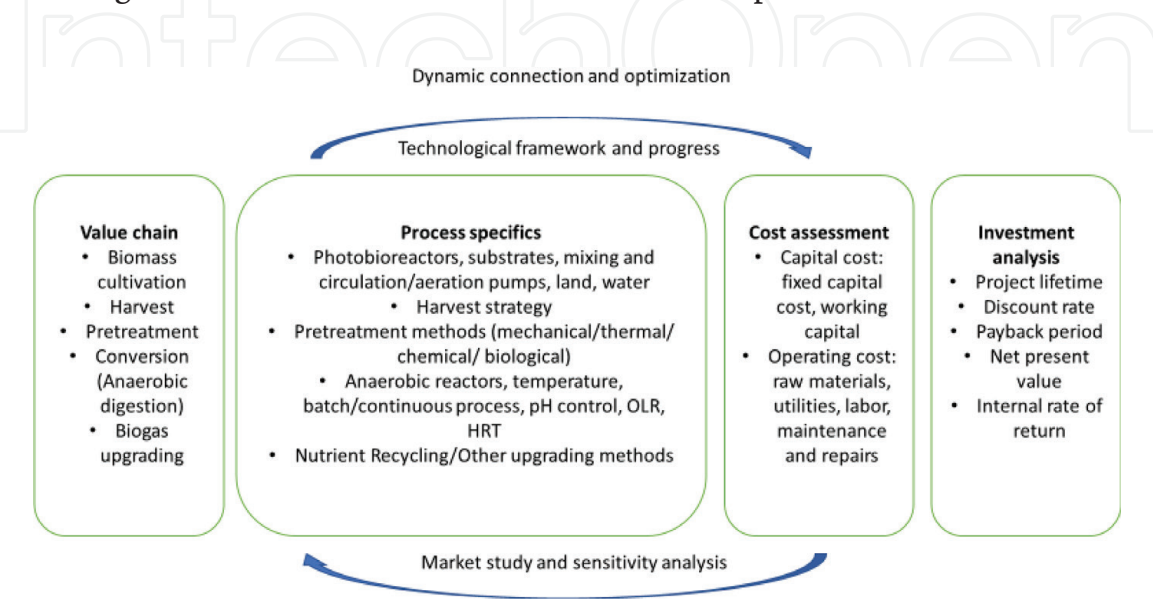 IntechOpen
Dynamic connection and optimization
Technological framework and progress
Value chain
• Biomass
cultivation
• Harvest
• Pretreatment
• Conversion
(Anaerobic
digestion)
• Biogas
upgrading
Process specifics
• Photobioreactors, substrates, mixing and
circulation/aeration pumps, land, water
• Harvest strategy
• Pretreatment methods (mechanical/thermal/
chemical/ biological)
• Anaerobic reactors, temperature,
batch/continuous process, pH control, OLR,
HRT
• Nutrient Recycling/Other upgrading methods
Cost assessment
• Capital cost:
fixed capital
cost, working
capital
• Operating cost:
raw materials,
utilities, labor,
maintenance
and repairs
Investment
analysis
• Project lifetime
• Discount rate
• Payback period
• Net present
value
• Internal rate of
return
Market study and sensitivity analysis